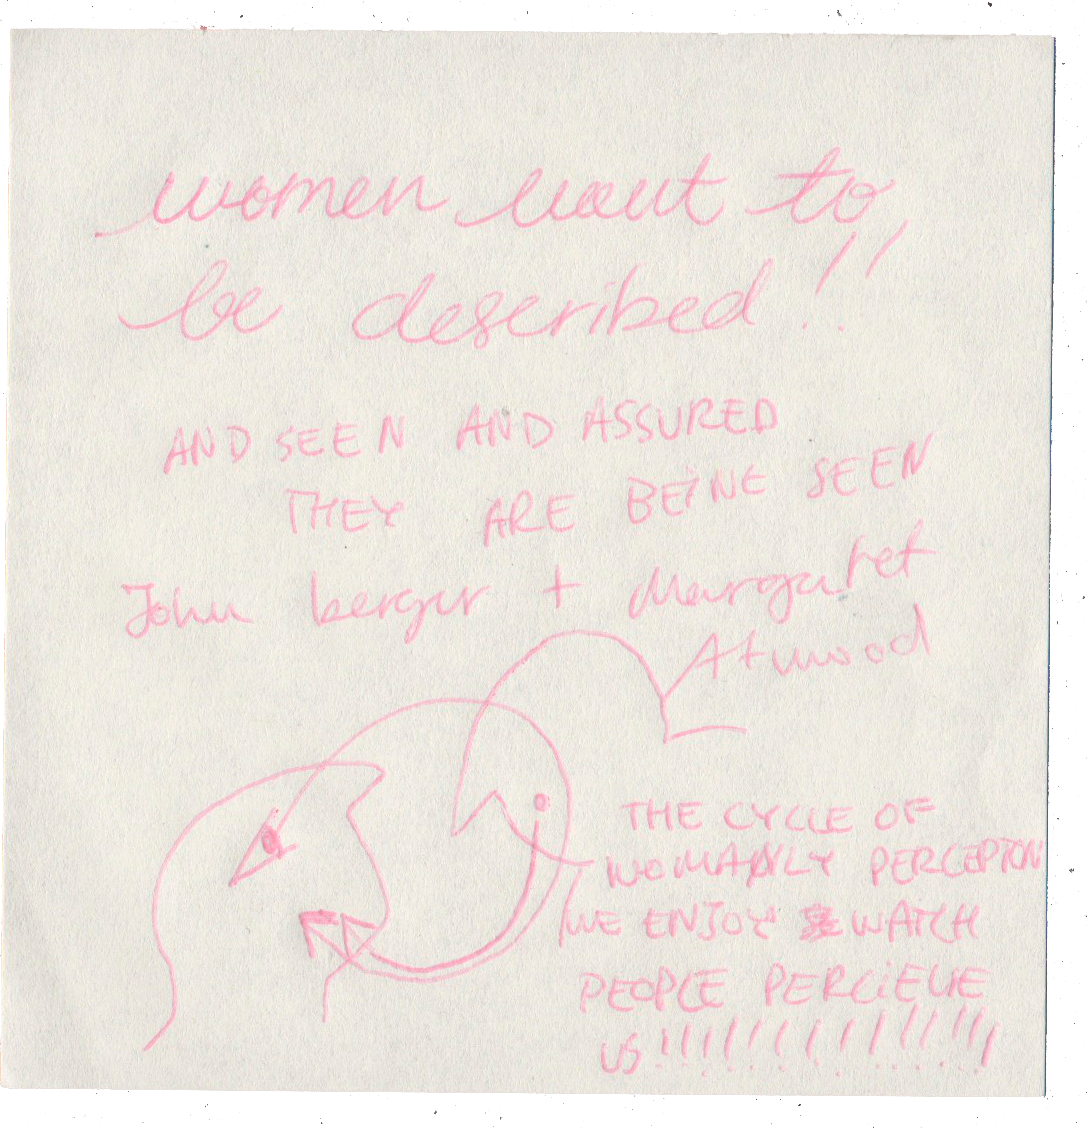 women want to
be described!!
AND SEEN AND ASSURED
THEY ARE BEING SEEN
John berger + Margaret
Atwood
THE CYCLE OF
WOMANLY PERCEPTION
WE ENJOY WATCH
PEOPLE PERCIEVE
US!!!!!!!!!!!!!!